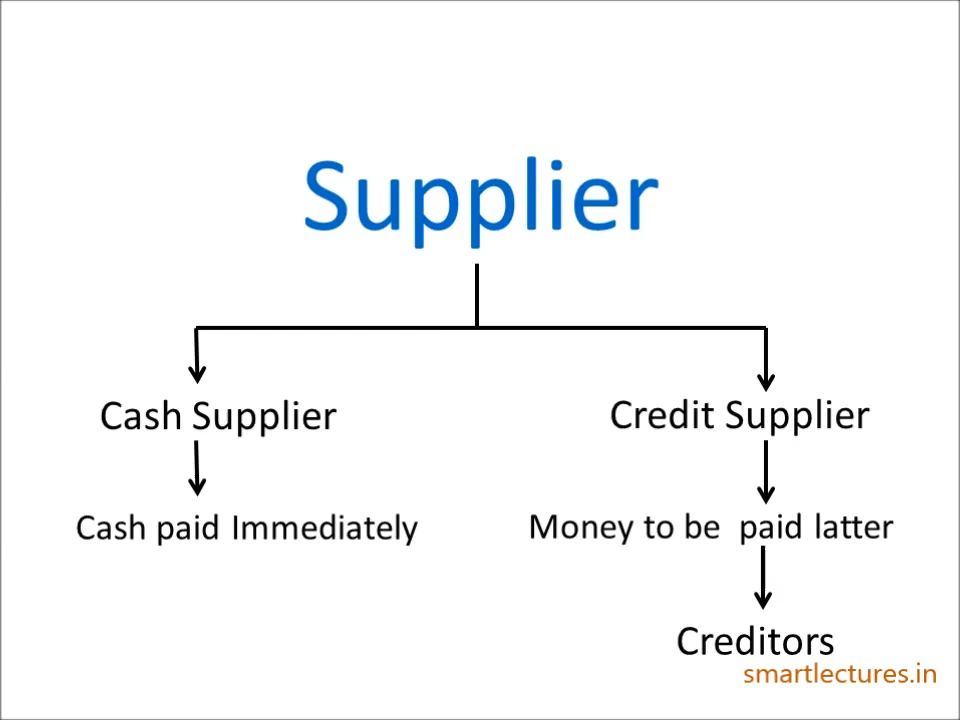 Supplier
Cash Supplier
Credit Supplier
Cash paid Immediately
Money to be paid latter
Creditors
smartlectures.in